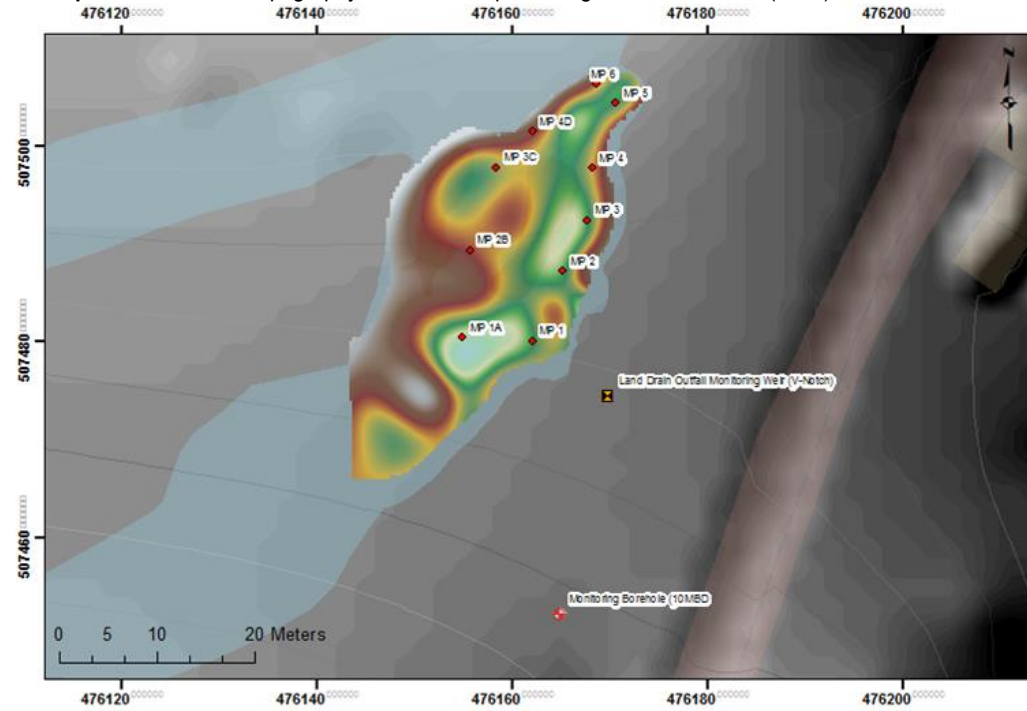 476120 476140 476160 476180 476200
N
507500
507480
507460
MP 6
MP 5
MP 4D
MP 3C
MP 4
MP 3
MP 2B
MP 2
MP 1A
MP 1
Land Drain Outfall Monitoring Weir (V-Notch)
Monitoring Borehole (10MBD
0 5 10 20 Meters
476120 476140 476160 476180 476200